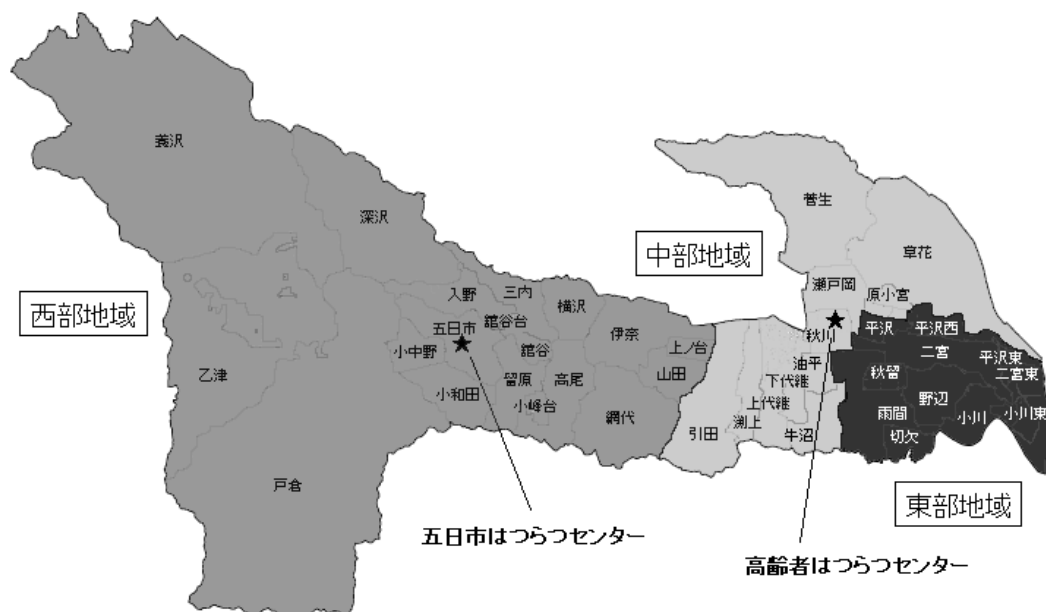 養沢
深沢
菅生
中部地域
草花
瀬戸岡
原小宮
西部地域
入野
三内
横沢
五日市
舘谷台
伊奈
秋川
平沢
平沢西
小中野
舘谷
上ノ台
油平
二宮
平沢東
乙津
留原
高尾
山田
下代継
秋留
二宮東
小和田
小峰台
上代継
野辺
網代
引田
渕上
牛沼
雨間
小川
小川東
切欠
戸倉
東部地域
五日市はつらつセンター
高齢者はつらつセンター